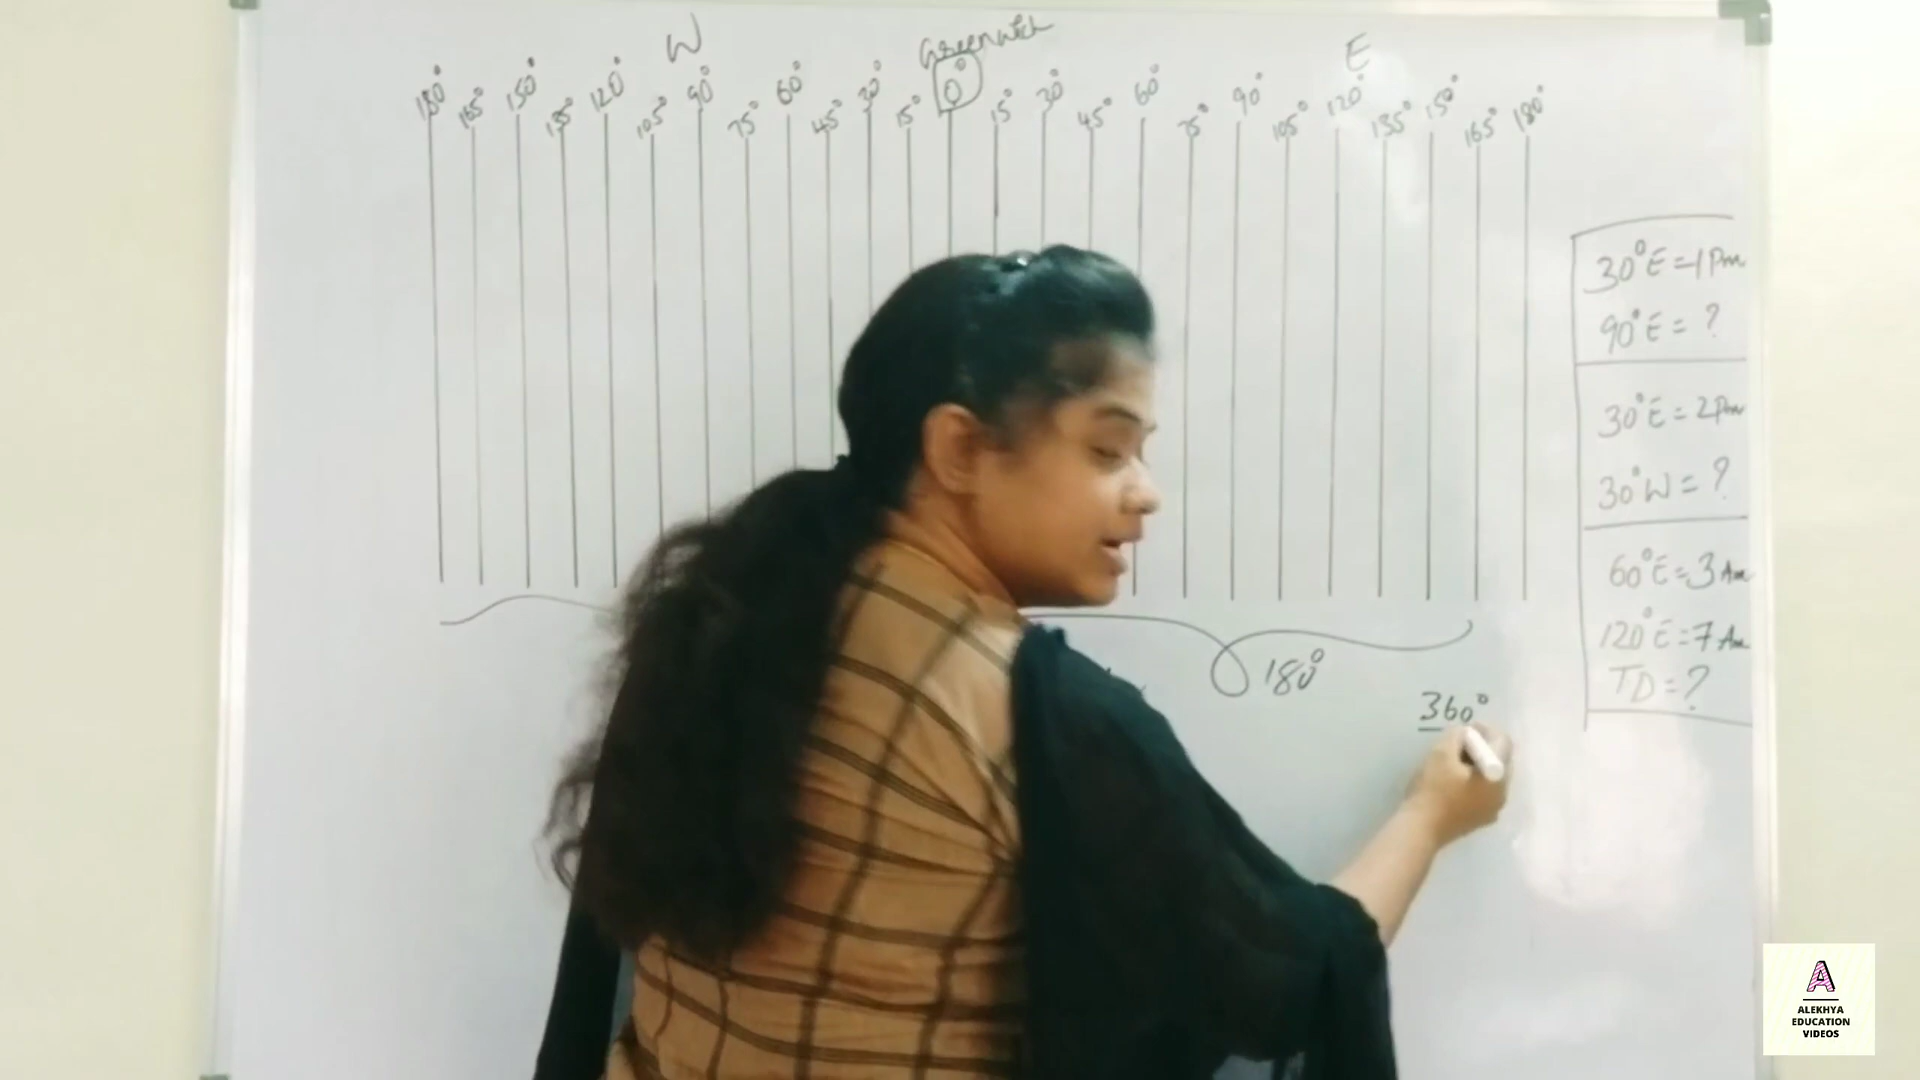 W Greenwich E
180° 165° 150° 135° 120° 105° 90° 75° 60° 45° 30° 15° 0° 15° 30° 45° 60° 75° 90° 105° 120° 135° 150° 165° 180°
30°E = 1 Pm
90°E = ?
30°E = 2 Pm
30°W = ?
60°E = 3 Am
120°E = 7 Am
TD = ?
180°
360°
A
ALEKHYA
EDUCATION
VIDEOS